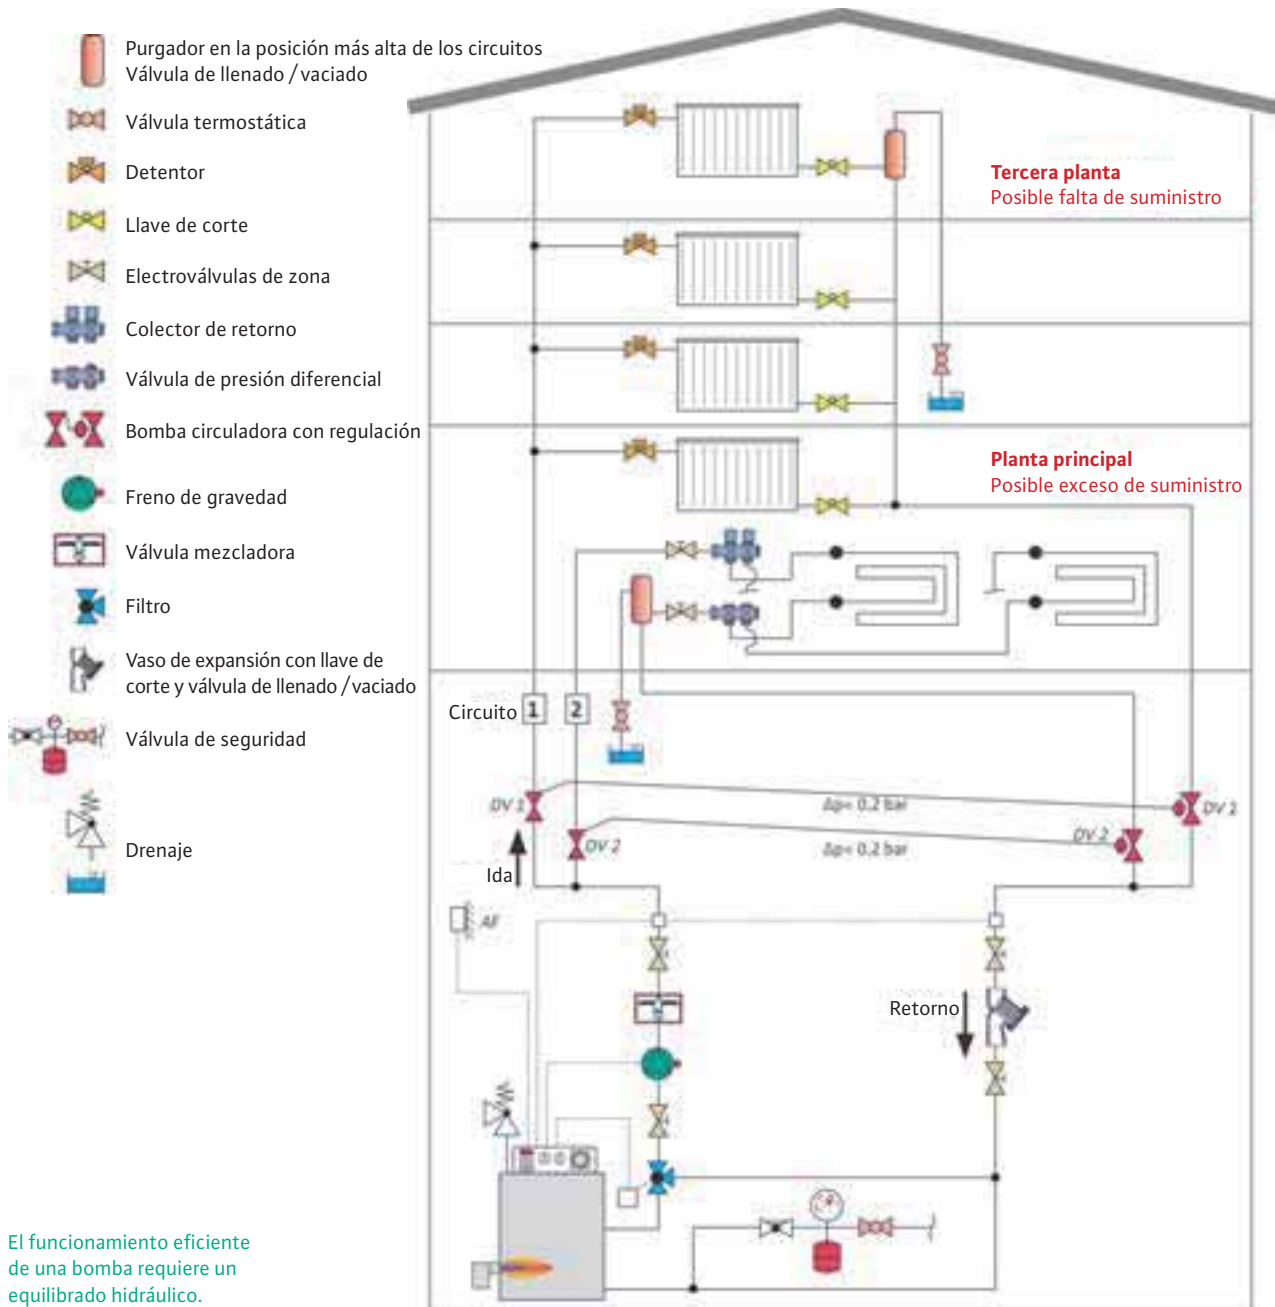 Purgador en la posición más alta de los circuitos
Válvula de llenado / vaciado
Válvula termostática
Detentor
Llave de corte
Electroválvulas de zona
Colector de retorno
Válvula de presión diferencial
Bomba circuladora con regulación
Freno de gravedad
Válvula mezcladora
Filtro
Vaso de expansión con llave de
corte y válvula de llenado / vaciado
Válvula de seguridad
Drenaje
El funcionamiento eficiente
de una bomba requiere un
equilibrado hidráulico.
Tercera planta
Posible falta de suministro
Planta principal
Posible exceso de suministro
Circuito 1 2
DV 1
Δp< 0,2 bar
DV 1
DV 2
Δp< 0,2 bar
DV 2
Ida
AF
Retorno